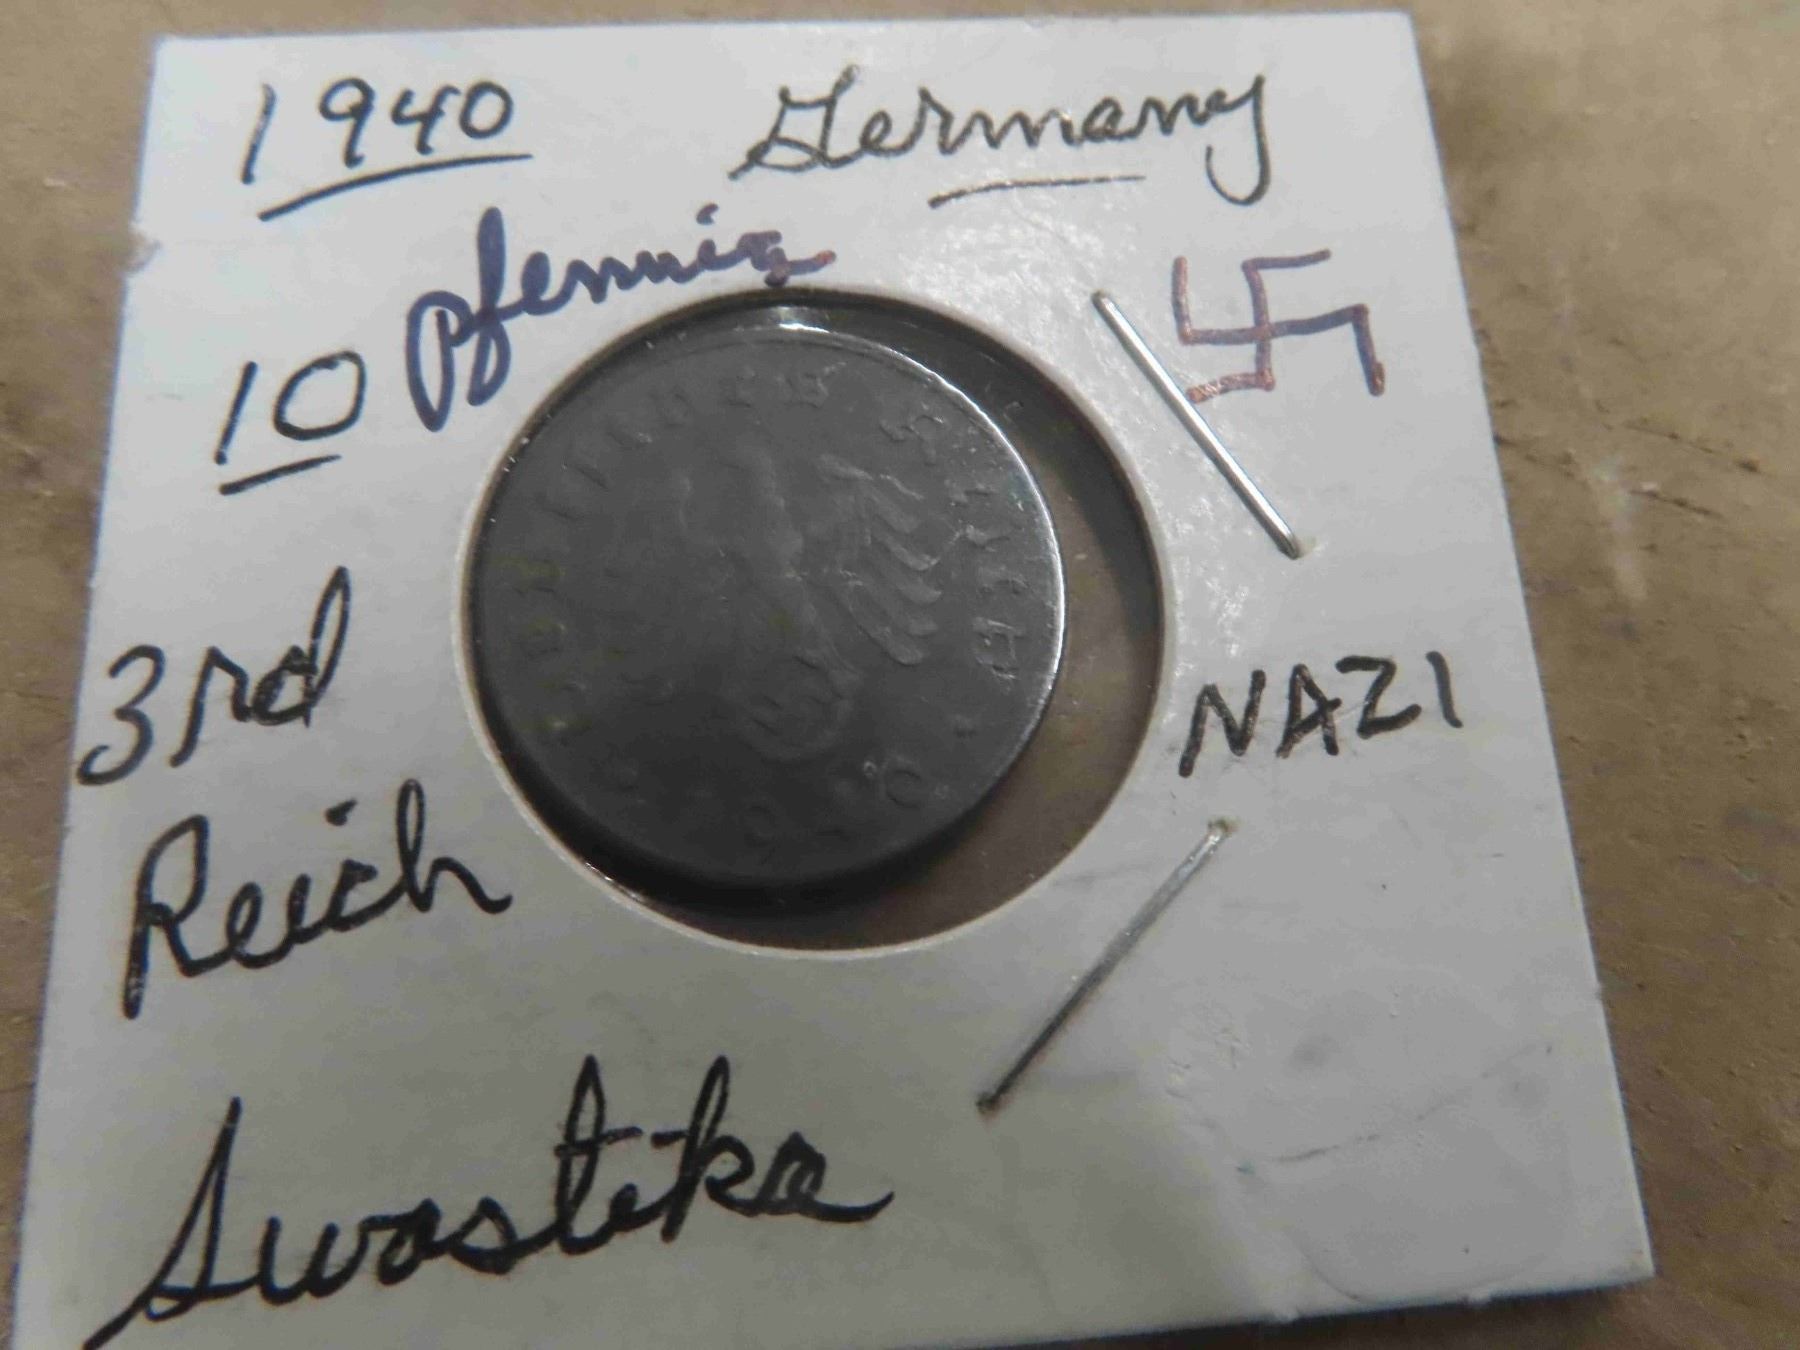 1940 Germany
10 pfennig
3rd
Reich
NAZI
Swastika